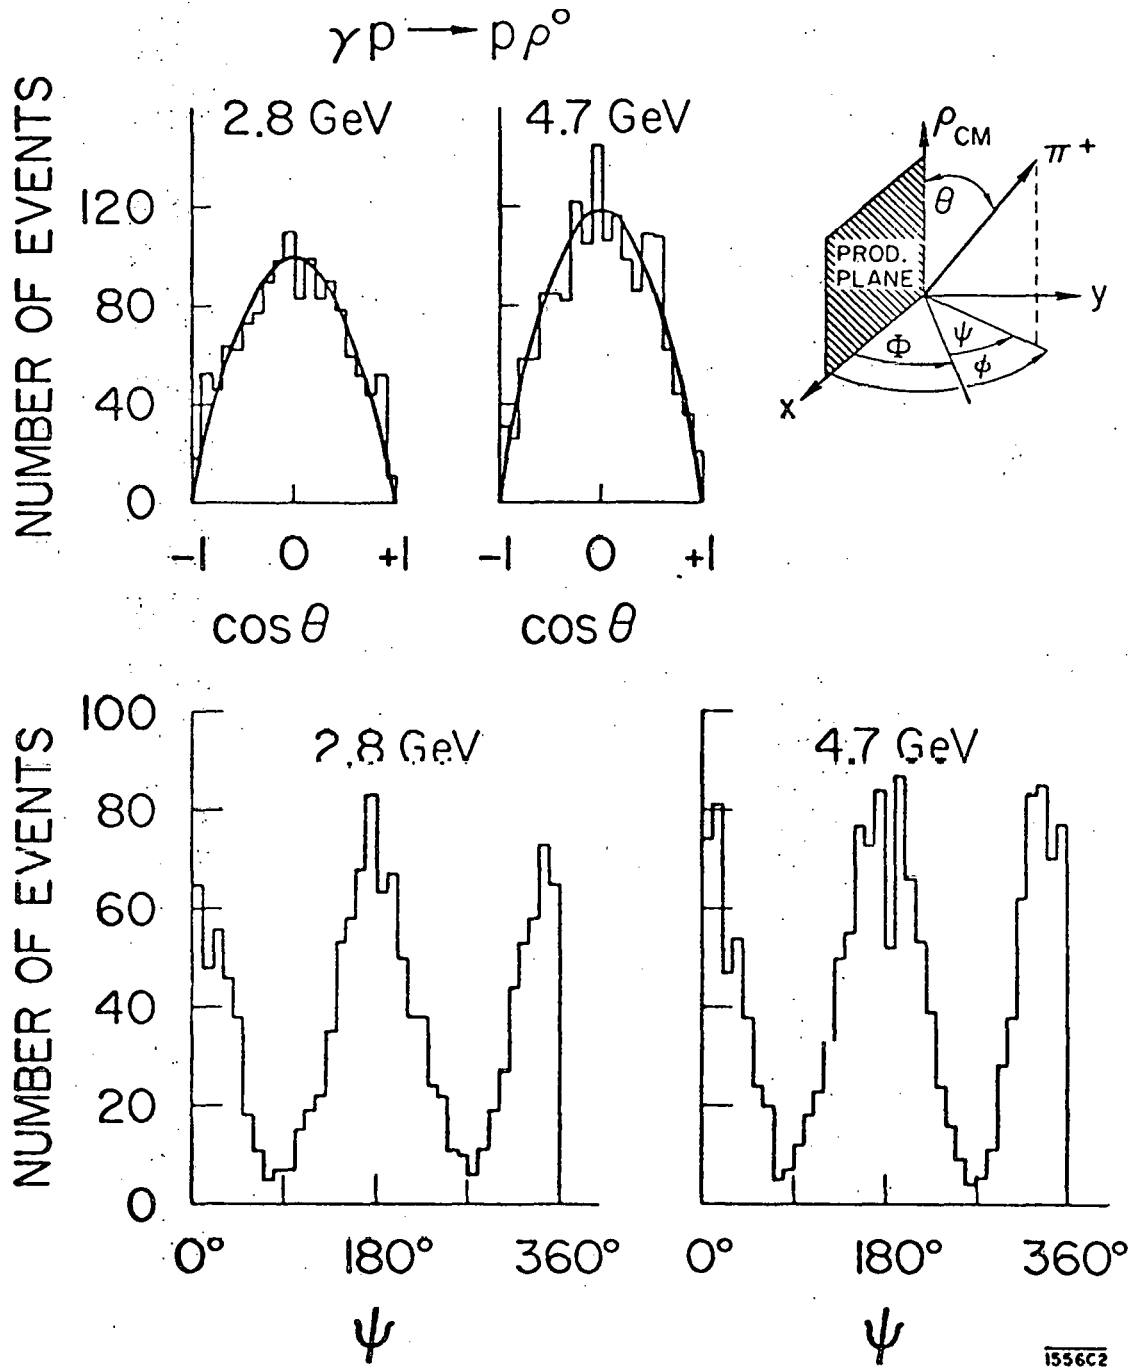 γp → pρ⁰
2.8 GeV
4.7 GeV
NUMBER OF EVENTS
120
80
40
0
-1 0 +1
-1 0 +1
cos θ
cos θ
ρCM
π+
θ
PROD.
PLANE
y
Φ
ψ
φ
x
NUMBER OF EVENTS
100
80
60
40
20
0
2.8 GeV
4.7 GeV
0° 180° 360°
0° 180° 360°
ψ
ψ
1556C2